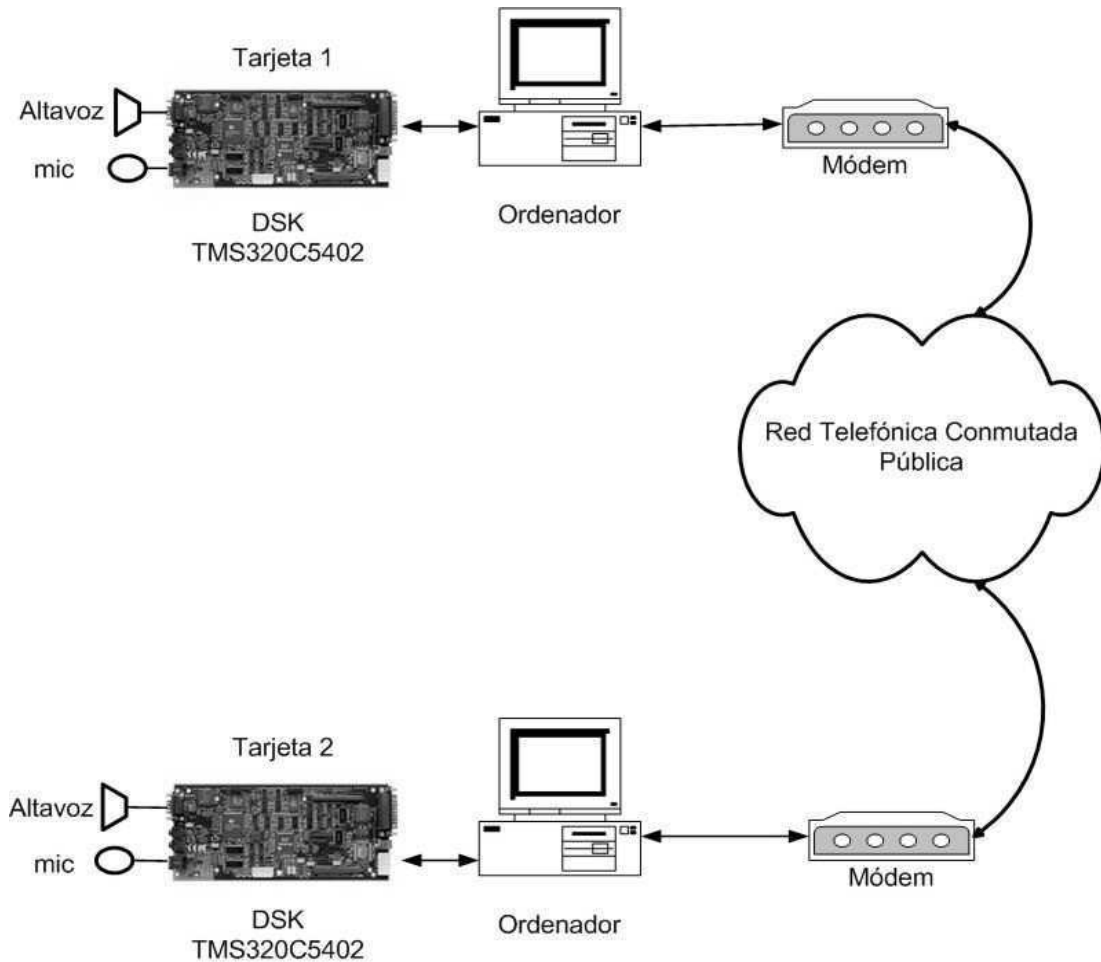 Tarjeta 1
Altavoz
mic
DSK
TMS320C5402
Ordenador
Módem
Red Telefónica Conmutada
Pública
Tarjeta 2
Altavoz
mic
DSK
TMS320C5402
Ordenador
Módem